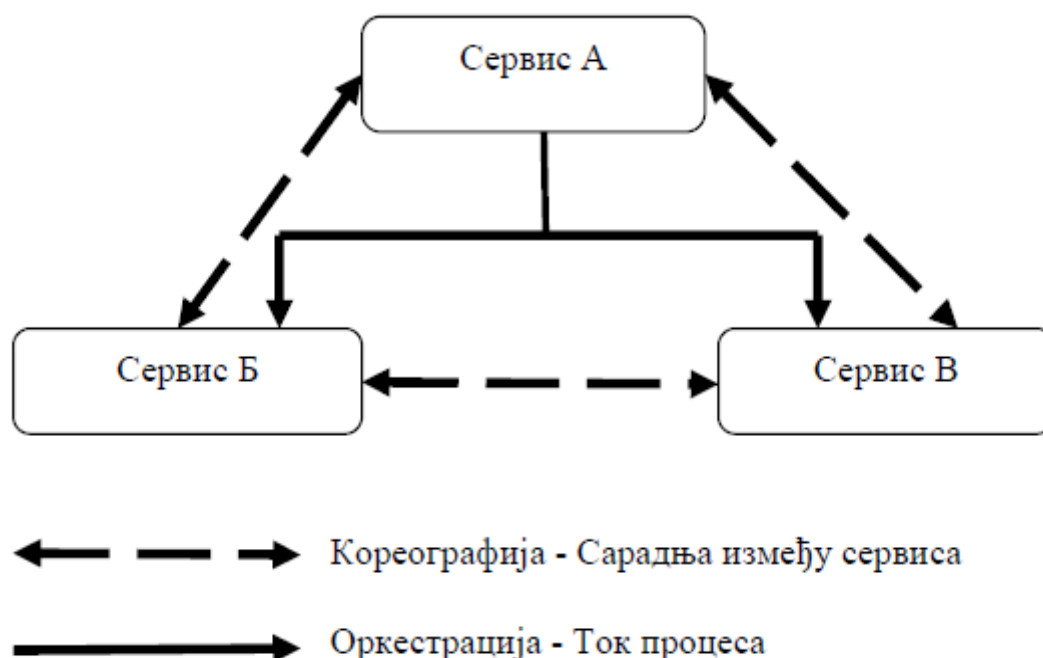 Сервис А
Сервис Б
Сервис В
Кореографија - Сарадња између сервиса
Оркестрација - Ток процеса